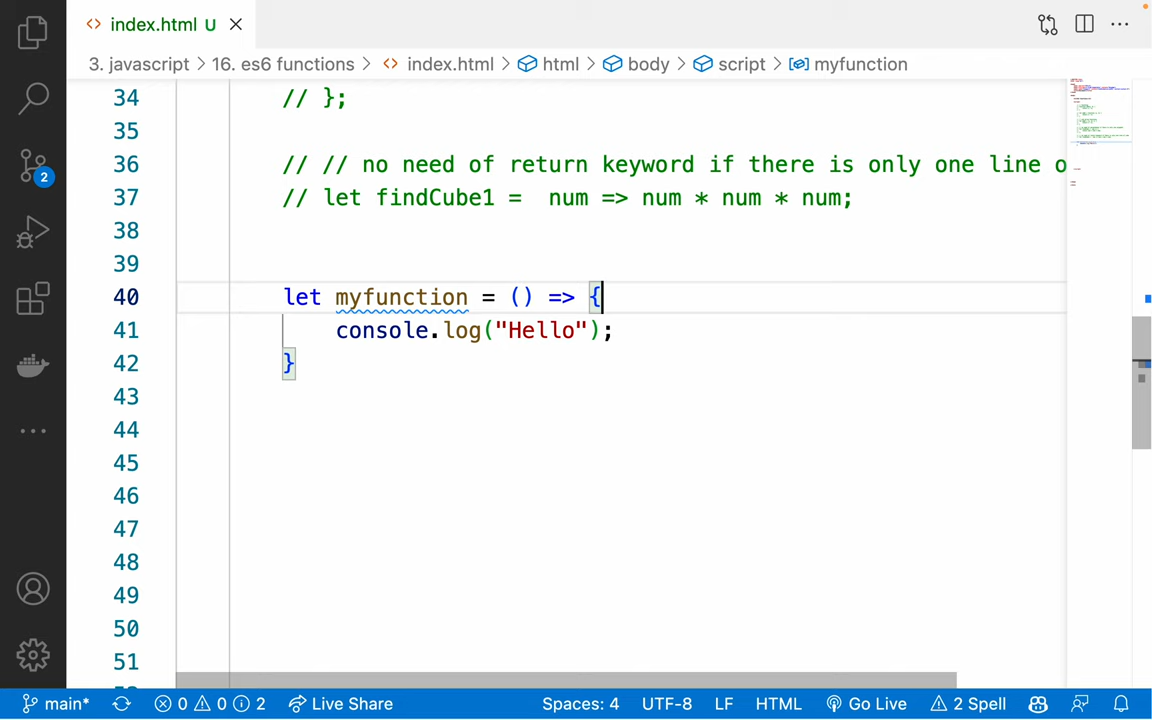 index.html U
3. javascript > 16. es6 functions > index.html > html > body > script > myfunction
34 // };
35
36 // // no need of return keyword if there is only one line o
37 // let findCube1 =  num => num * num * num;
38
39
40 let myfunction = () => {
41 console.log("Hello");
42 }
43
44
45
46
47
48
49
50
51
2
main* 0 0 2 Live Share Spaces: 4 UTF-8 LF HTML Go Live 2 Spell